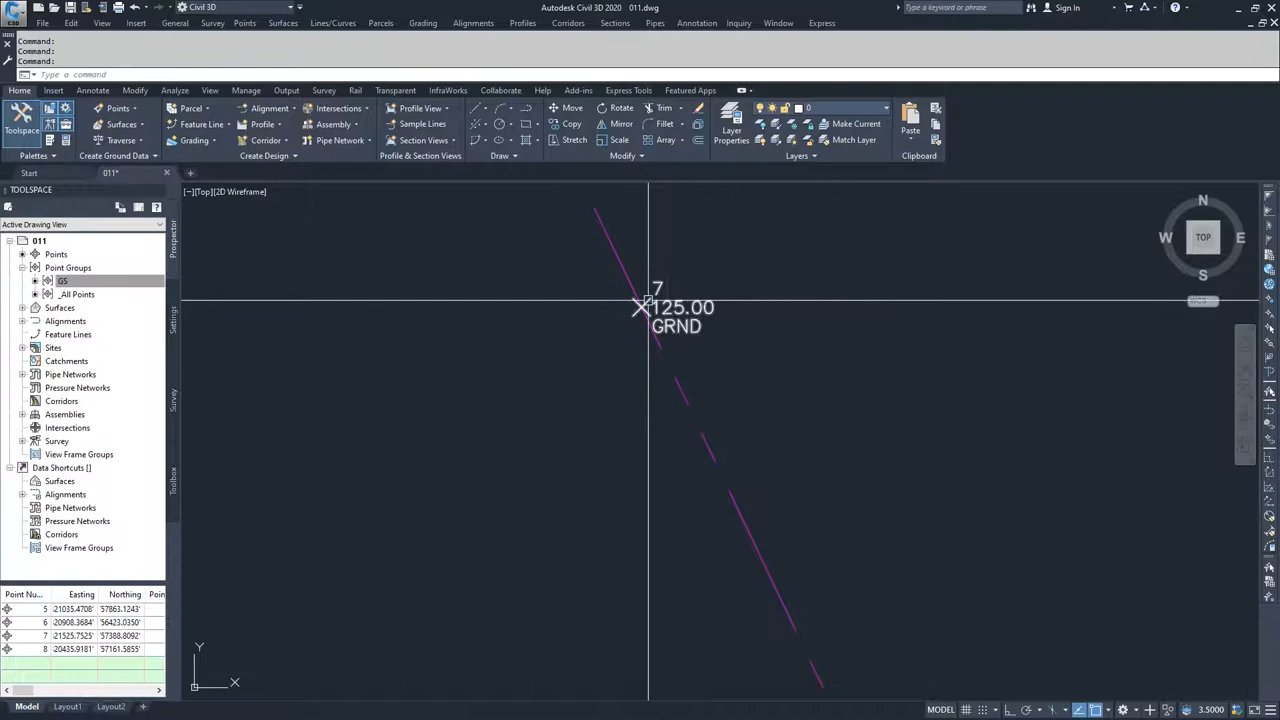 C3D
Civil 3D
Autodesk Civil 3D 2020 011.dwg
Type a keyword or phrase
Sign In
File Edit View Insert General Survey Points Surfaces Lines/Curves Parcels Grading Alignments Profiles Corridors Sections Pipes Annotation Inquiry Window Express
Command:
Command:
Command:
Type a command
Home Insert Annotate Modify Analyze View Manage Output Survey Rail Transparent InfraWorks Collaborate Help Add-ins Express Tools Featured Apps
Toolspace
Points
Surfaces
Traverse
Parcel
Feature Line
Grading
Alignment
Profile
Corridor
Intersections
Assembly
Pipe Network
Profile View
Sample Lines
Section Views
Move
Copy
Stretch
Rotate
Mirror
Scale
Trim
Fillet
Array
Layer
Properties
0
Make Current
Match Layer
Paste
Palettes Create Ground Data Create Design Profile & Section Views Draw Modify Layers Clipboard
Start 011*
TOOLSPACE
Active Drawing View
011
Points
Point Groups
GS
_All Points
Surfaces
Alignments
Feature Lines
Sites
Catchments
Pipe Networks
Pressure Networks
Corridors
Assemblies
Intersections
Survey
View Frame Groups
Data Shortcuts []
Surfaces
Alignments
Pipe Networks
Pressure Networks
Corridors
View Frame Groups
Prospector
Settings
Survey
Toolbox
Point Nu... Easting Northing Poin
5 ‹21035.4708' '57863.1243'
6 ‹20908.3684' '56423.0350'
7 ‹21525.7525' '57388.8092'
8 ‹20435.9181' '57161.5855'
[−][Top][2D Wireframe]
7
125.00
GRND
N
W TOP E
S
WCS
Y
X
Model Layout1 Layout2 +
MODEL 3.5000